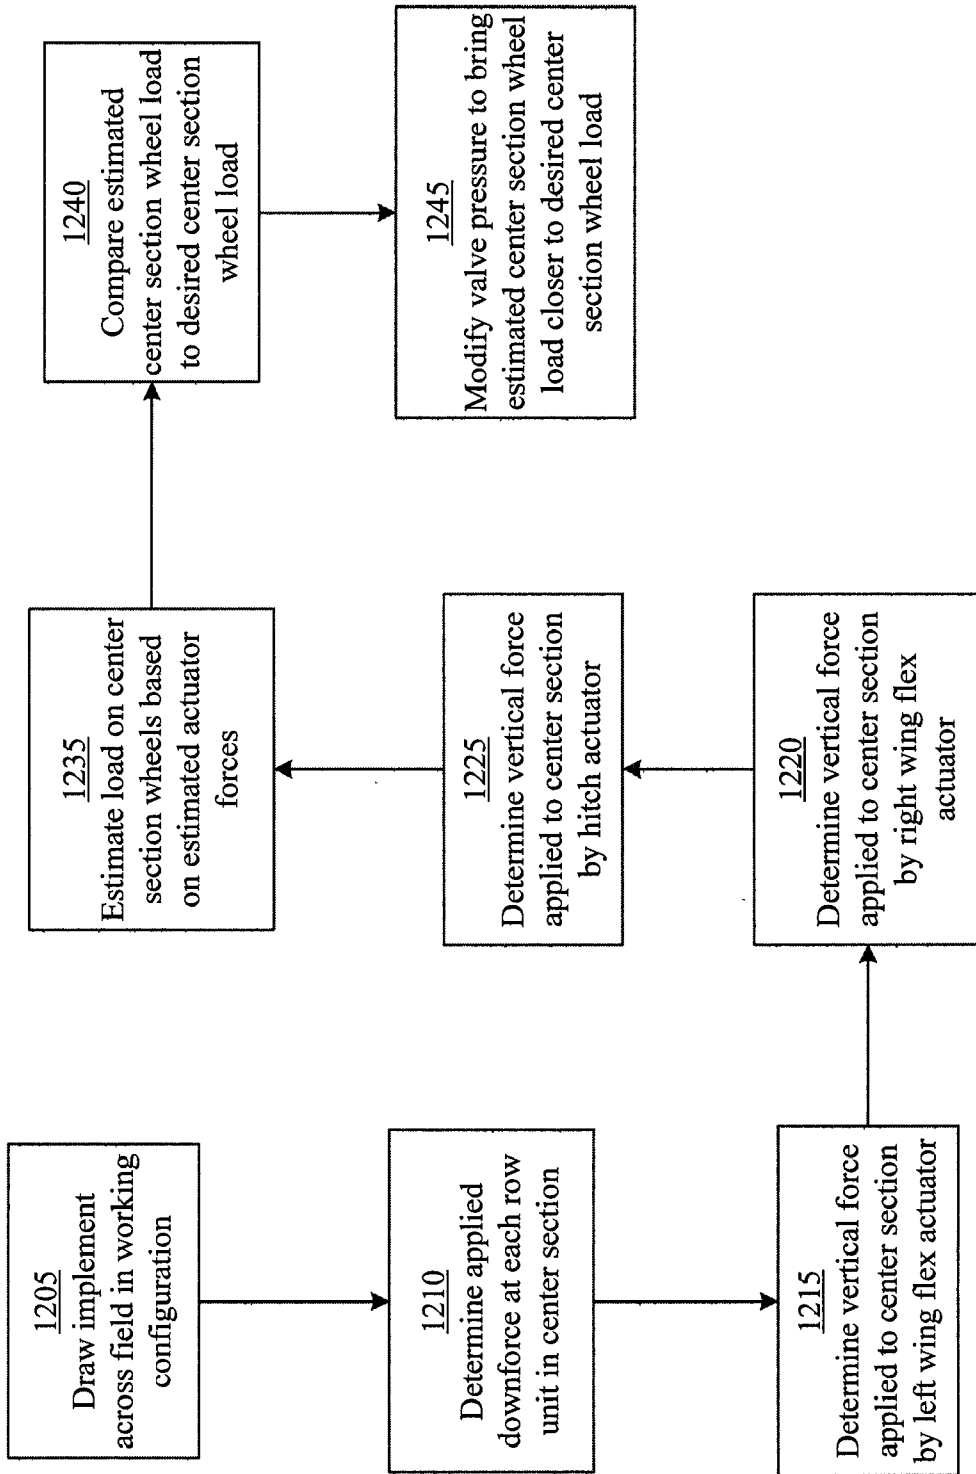 1205
Draw implement
across field in working
configuration
1210
Determine applied
downforce at each row
unit in center section
1215
Determine vertical force
applied to center section
by left wing flex actuator
1220
Determine vertical force
applied to center section
by right wing flex
actuator
1225
Determine vertical force
applied to center section
by hitch actuator
1235
Estimate load on center
section wheels based
on estimated actuator
forces
1240
Compare estimated
center section wheel load
to desired center section
wheel load
1245
Modify valve pressure to bring
estimated center section wheel
load closer to desired center
section wheel load